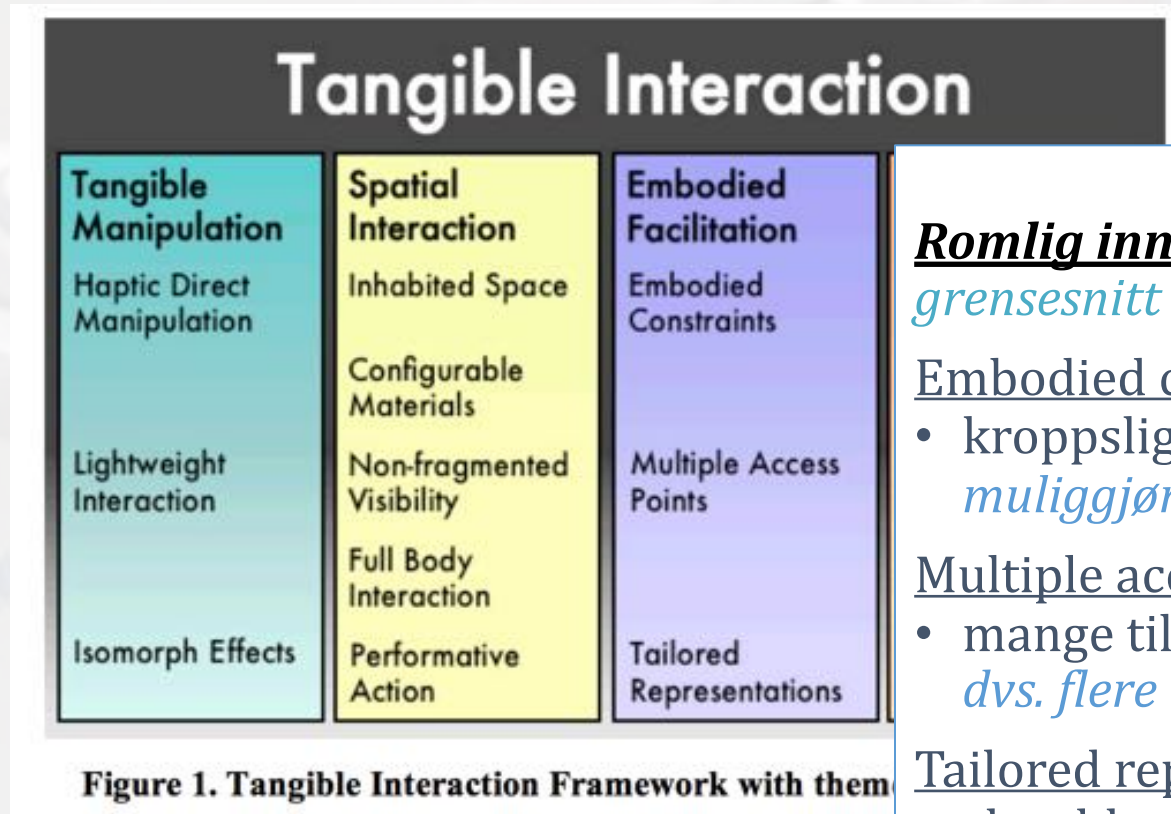 Tangible Interaction
Tangible
Manipulation
Haptic Direct
Manipulation
Lightweight
Interaction
Isomorph Effects
Spatial
Interaction
Inhabited Space
Configurable
Materials
Non-fragmented
Visibility
Full Body
Interaction
Performative
Action
Embodied
Facilitation
Embodied
Constraints
Multiple Access
Points
Tailored
Representations
Figure 1. Tangible Interaction Framework with them
Romlig inn
grensesnitt
Embodied c
• kroppslig
muliggjør
Multiple acc
• mange til
dvs. flere
Tailored rep